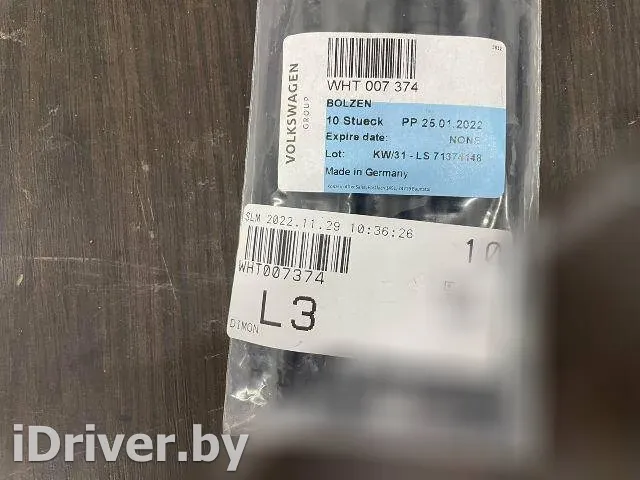 VOLKSWAGEN
GROUP
WHT 007 374
BOLZEN
10 Stueck PP 25.01.2022
Expire date: NONE
Lot: KW/31 - LS 71374148
Made in Germany
SLM 2022.11.29 10:36:26
10
WHT007374
L3
DIMON
iDriver.by